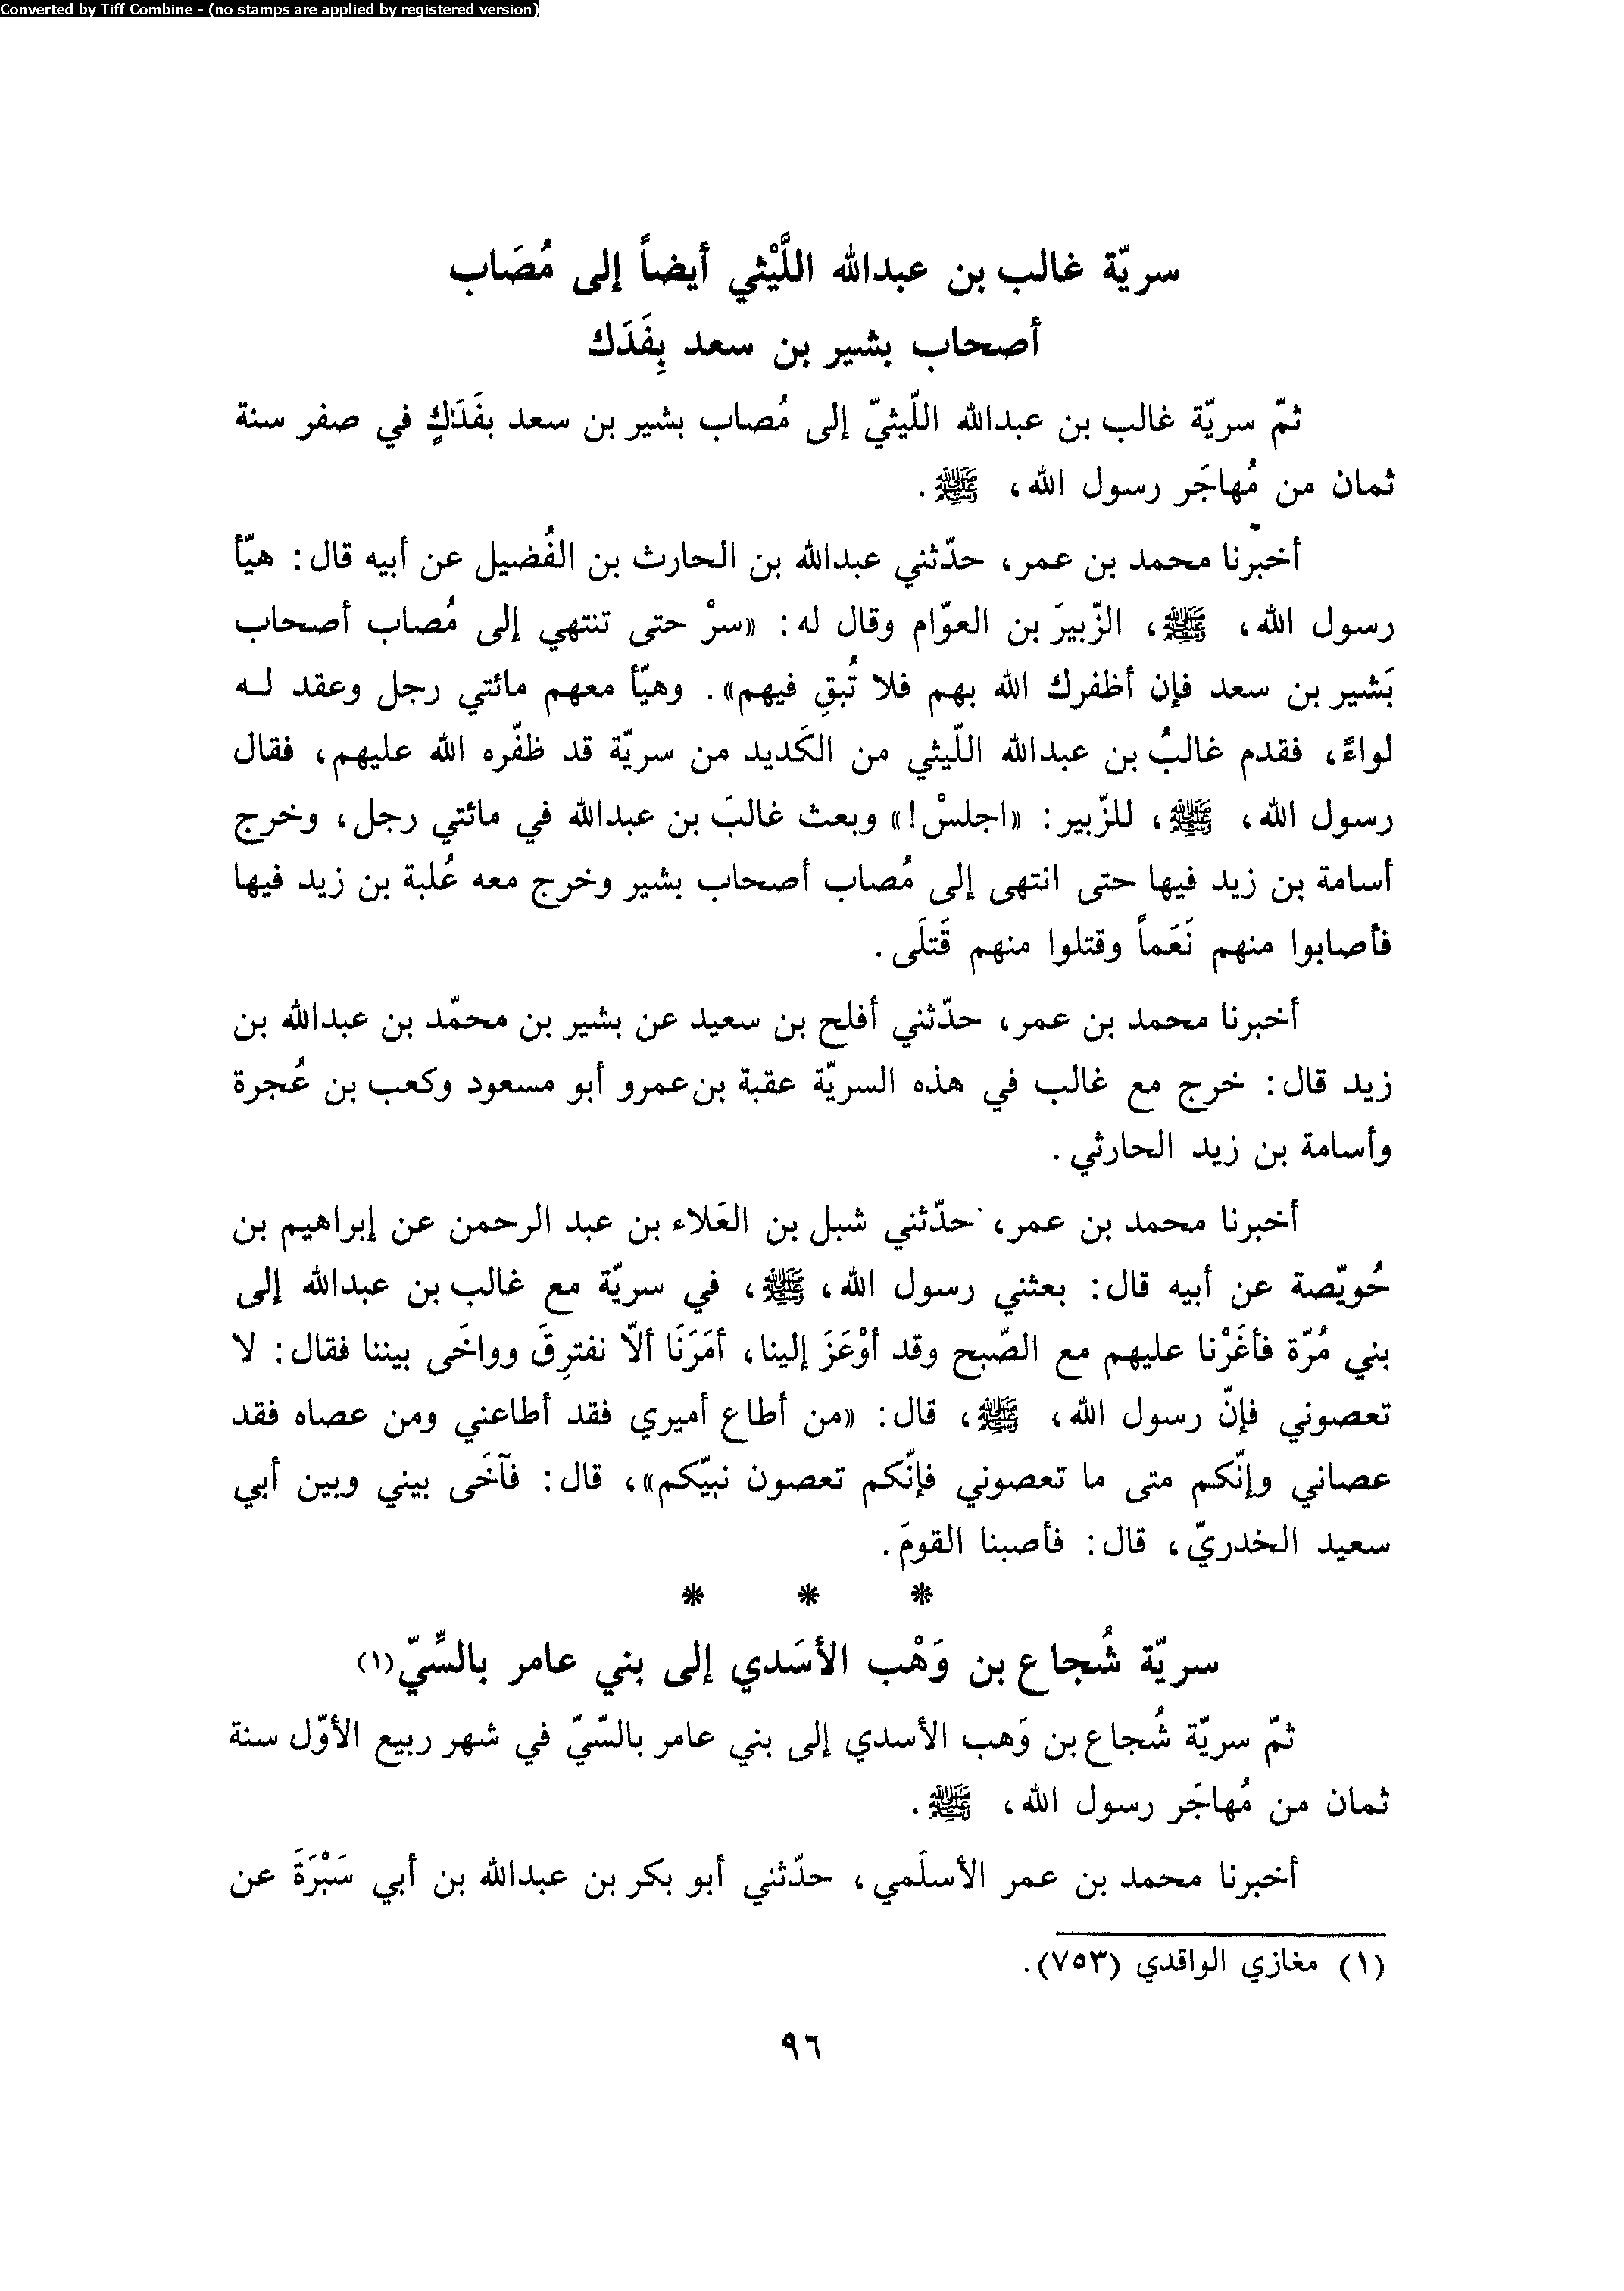 Converted by Tiff Combine - (no stamps are applied by registered version)
سريّة غالب بن عبدالله اللَّيْثي أيضاً إلى مُصَاب
أصحاب بشير بن سعد بِفَدَك
ثمّ سريّة غالب بن عبدالله اللّيثيّ إلى مُصاب بشير بن سعد بفَدَكٍ في صفر سنة
ثمان من مُهاجَر رسول الله، ﷺ.
أخبرنا محمد بن عمر، حدّثني عبدالله بن الحارث بن الفُضيل عن أبيه قال: هيّأ
رسول الله، ﷺ، الزّبيرَ بن العوّام وقال له: «سرْ حتى تنتهي إلى مُصاب أصحاب
بَشير بن سعد فإن أظفرك الله بهم فلا تُبقِ فيهم». وهيّأ معهم مائتي رجل وعقد لـه
لواءً، فقدم غالبُ بن عبدالله اللّيثي من الكَديد من سريّة قد ظفّره الله عليهم، فقال
رسول الله، ﷺ، للزّبير: «اجلسْ!» وبعث غالبَ بن عبدالله في مائتي رجل، وخرج
أسامة بن زيد فيها حتى انتهى إلى مُصاب أصحاب بشير وخرج معه عُلبة بن زيد فيها
فأصابوا منهم نَعَماً وقتلوا منهم قَتلَى.
أخبرنا محمد بن عمر، حدّثني أفلح بن سعيد عن بشير بن محمّد بن عبدالله بن
زيد قال: خرج مع غالب في هذه السريّة عقبة بن عمرو أبو مسعود وكعب بن عُجرة
وأسامة بن زيد الحارثي.
أخبرنا محمد بن عمر، حدّثني شبل بن العَلاء بن عبد الرحمن عن إبراهيم بن
حُويّصة عن أبيه قال: بعثني رسول الله، ﷺ، في سريّة مع غالب بن عبدالله إلى
بني مُرّة فأغَرْنا عليهم مع الصّبح وقد أوْعَزَ إلينا، أمَرَنَا ألاّ نفترِقَ وواخَى بيننا فقال: لا
تعصوني فإنّ رسول الله، ﷺ، قال: «من أطاع أميري فقد أطاعني ومن عصاه فقد
عصاني وإنّكم متى ما تعصوني فإنّكم تعصون نبيّكم»، قال: فآخَى بيني وبين أبي
سعيد الخدريّ، قال: فأصبنا القومَ.
* * *
سريّة شُجاع بن وَهْب الأسَدي إلى بني عامر بالسِّيّ(١)
ثمّ سريّة شُجاع بن وَهب الأسدي إلى بني عامر بالسّيّ في شهر ربيع الأوّل سنة
ثمان من مُهاجَر رسول الله، ﷺ.
أخبرنا محمد بن عمر الأسلَمي، حدّثني أبو بكر بن عبدالله بن أبي سَبْرَةَ عن
(١) مغازي الواقدي (٧٥٣).
٩٦